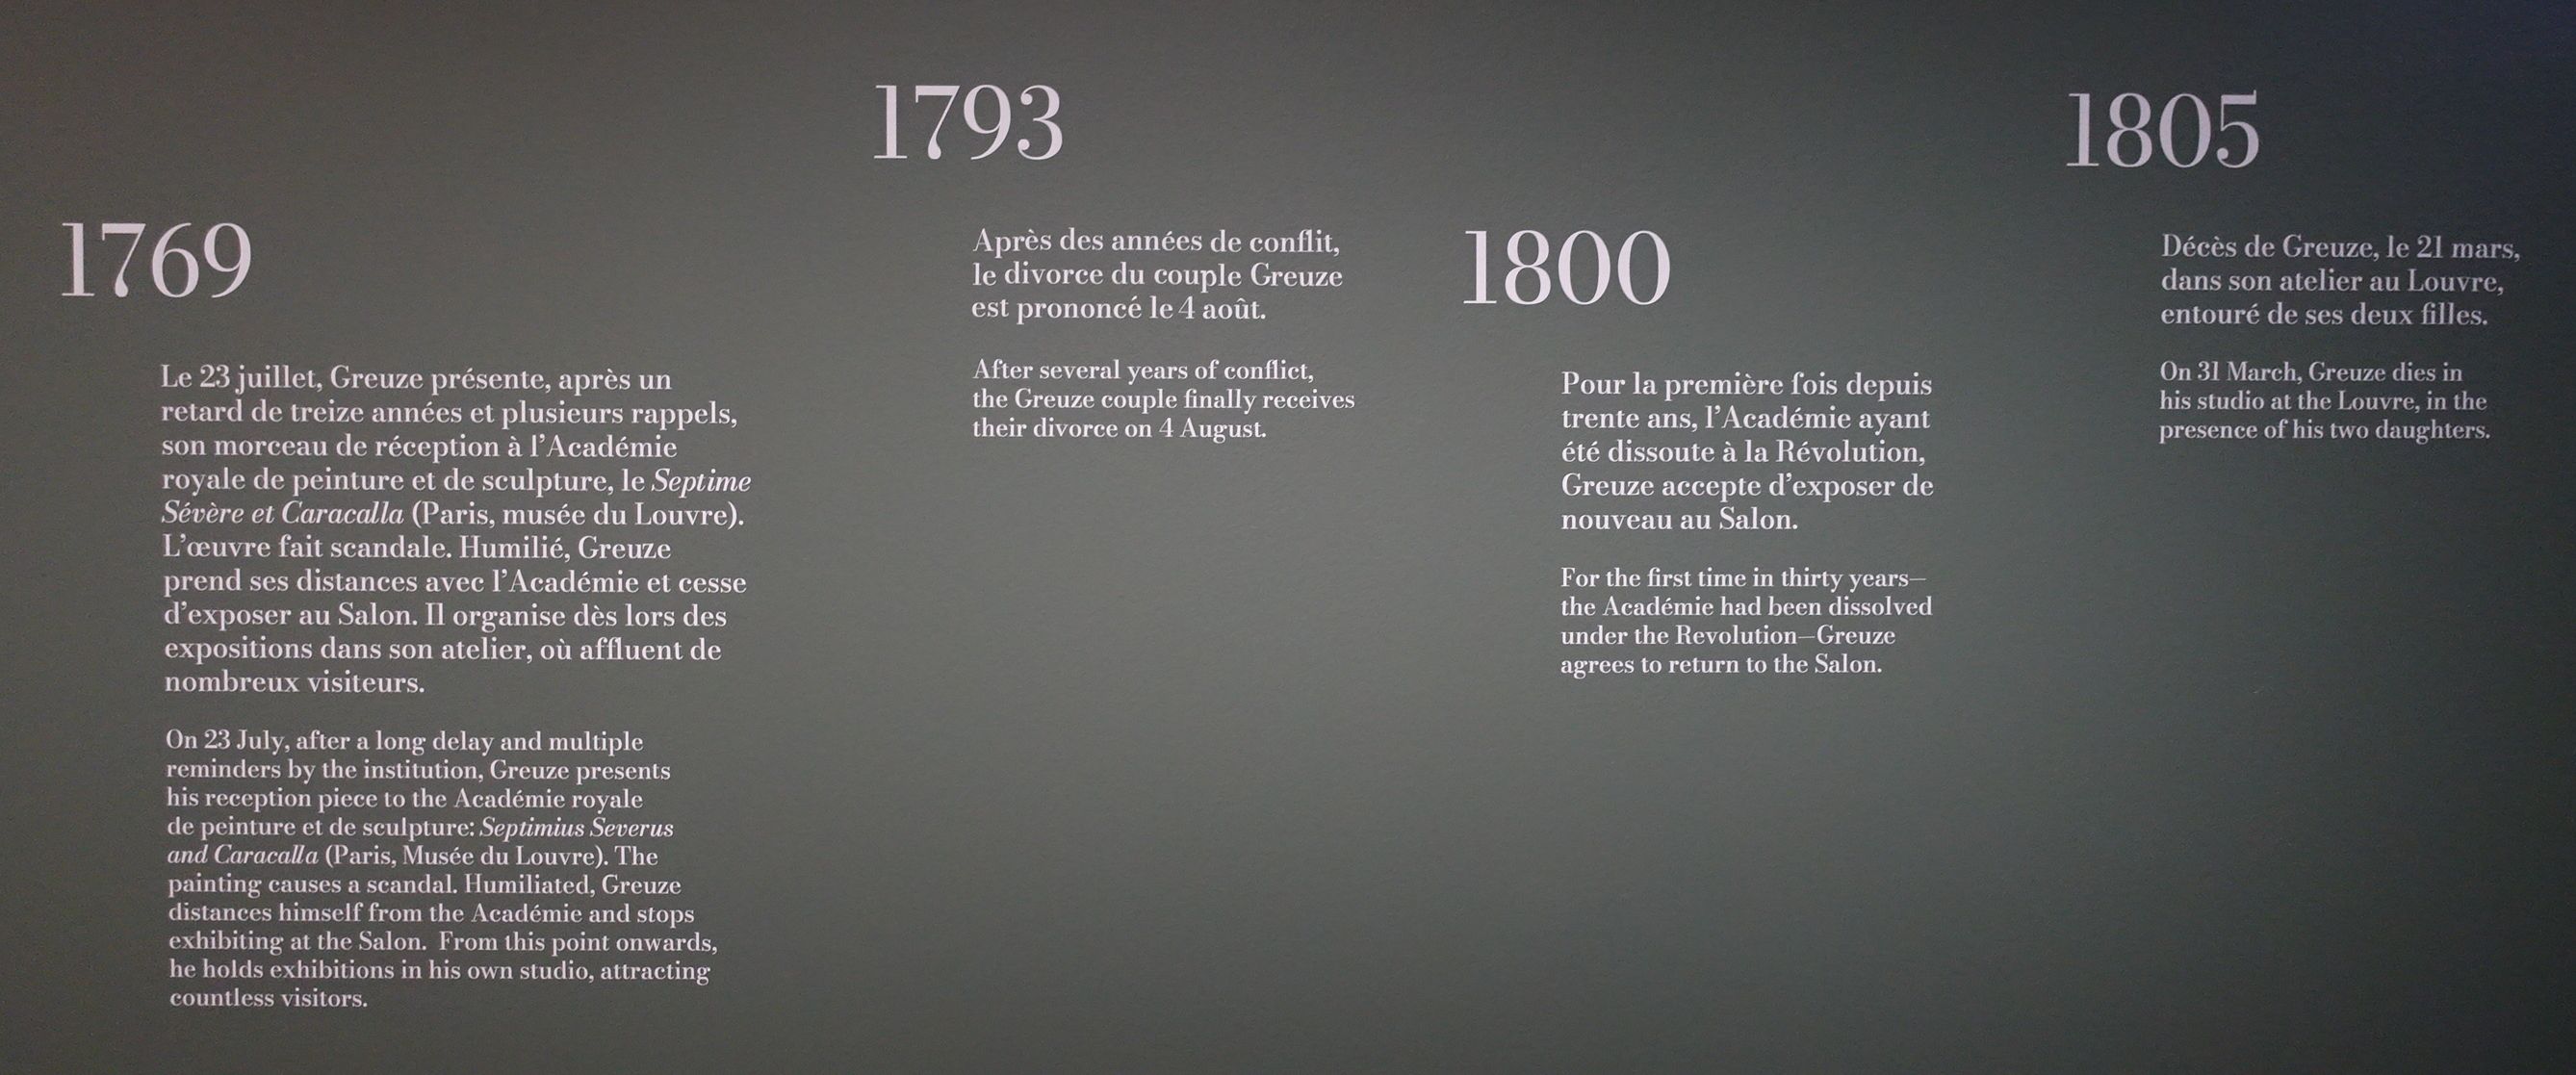 1769
Le 23 juillet, Greuze présente, après un
retard de treize années et plusieurs rappels,
son morceau de réception à l’Académie
royale de peinture et de sculpture, le Septime
Sévère et Caracalla (Paris, musée du Louvre).
L’œuvre fait scandale. Humilié, Greuze
prend ses distances avec l’Académie et cesse
d’exposer au Salon. Il organise dès lors des
expositions dans son atelier, où affluent de
nombreux visiteurs.
On 23 July, after a long delay and multiple
reminders by the institution, Greuze presents
his reception piece to the Académie royale
de peinture et de sculpture: Septimius Severus
and Caracalla (Paris, Musée du Louvre). The
painting causes a scandal. Humiliated, Greuze
distances himself from the Académie and stops
exhibiting at the Salon. From this point onwards,
he holds exhibitions in his own studio, attracting
countless visitors.
1793
Après des années de conflit,
le divorce du couple Greuze
est prononcé le 4 août.
After several years of conflict,
the Greuze couple finally receives
their divorce on 4 August.
1800
Pour la première fois depuis
trente ans, l’Académie ayant
été dissoute à la Révolution,
Greuze accepte d’exposer de
nouveau au Salon.
For the first time in thirty years—
the Académie had been dissolved
under the Revolution—Greuze
agrees to return to the Salon.
1805
Décès de Greuze, le 21 mars,
dans son atelier au Louvre,
entouré de ses deux filles.
On 31 March, Greuze dies in
his studio at the Louvre, in the
presence of his two daughters.